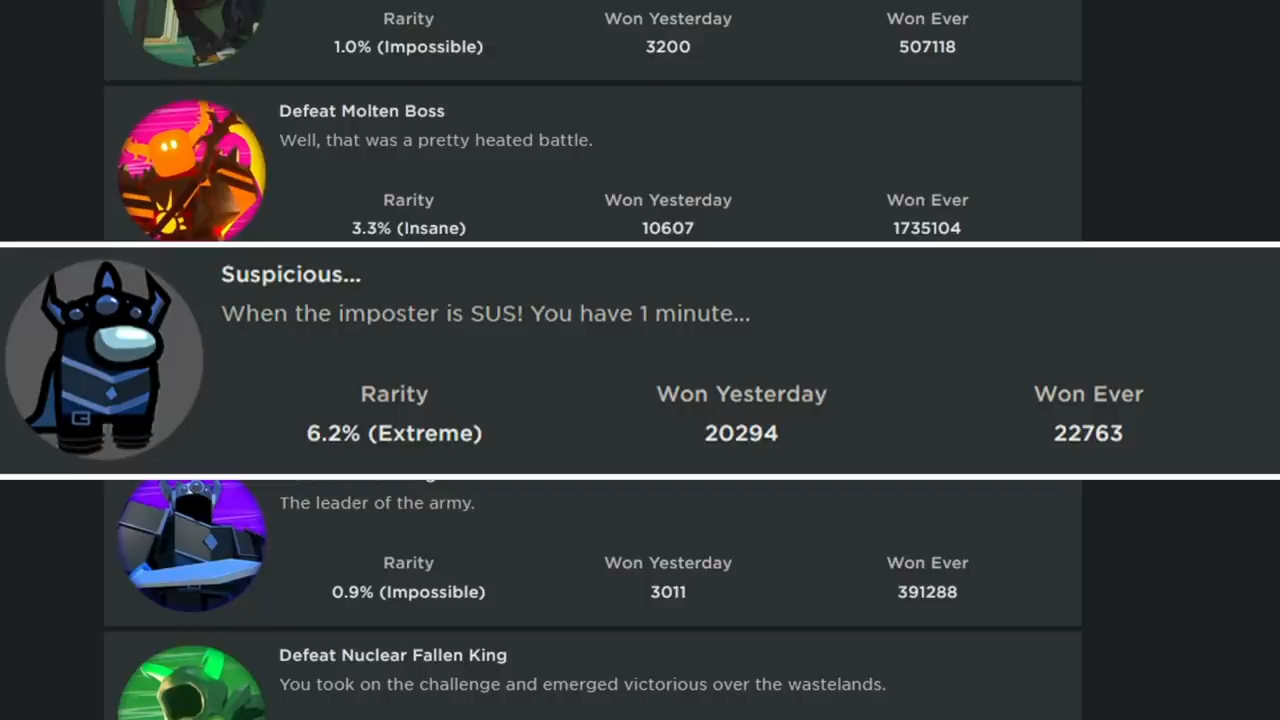 Rarity Won Yesterday Won Ever
1.0% (Impossible) 3200 507118
Defeat Molten Boss
Well, that was a pretty heated battle.
Rarity Won Yesterday Won Ever
3.3% (Insane) 10607 1735104
Suspicious...
When the imposter is SUS! You have 1 minute...
Rarity Won Yesterday Won Ever
6.2% (Extreme) 20294 22763
The leader of the army.
Rarity Won Yesterday Won Ever
0.9% (Impossible) 3011 391288
Defeat Nuclear Fallen King
You took on the challenge and emerged victorious over the wastelands.